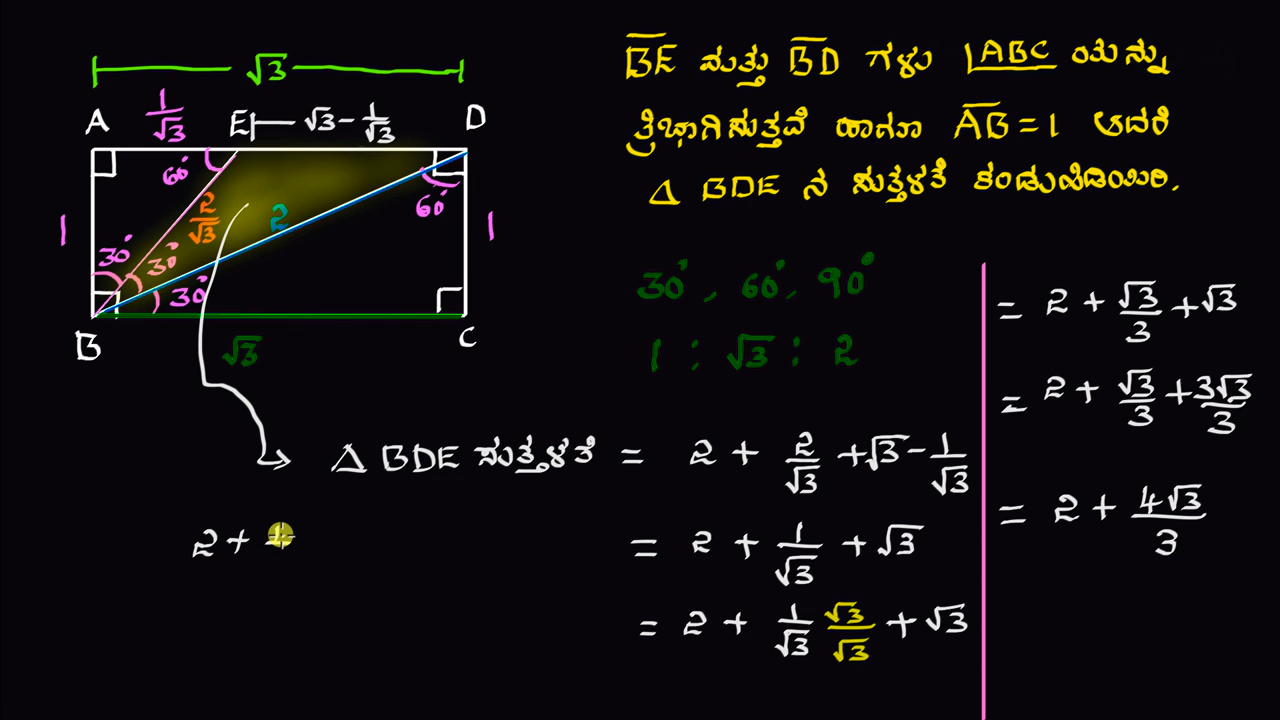 √3
A 1/√3 E √3 - 1/√3 D
60°
2/√3
2
60°
1
1
30°
30°
30°
B
C
√3
BE ಮತ್ತು BD ಗಳು ∟ABC ಯನ್ನು
ತ್ರಿಭಾಗಿಸುತ್ತವೆ ಹಾಗೂ AB = 1 ಆದರೆ
Δ BDE ನ ಸುತ್ತಳತೆ ಕಂಡುಹಿಡಿಯಿರಿ.
30°, 60°, 90°
1 : √3 : 2
Δ BDE ಸುತ್ತಳತೆ = 2 + 2/√3 + √3 - 1/√3
= 2 + 1/√3 + √3
= 2 + 1/√3 √3/√3 + √3
= 2 + √3/3 + √3
= 2 + √3/3 + 3√3/3
= 2 + 4√3/3
2 +